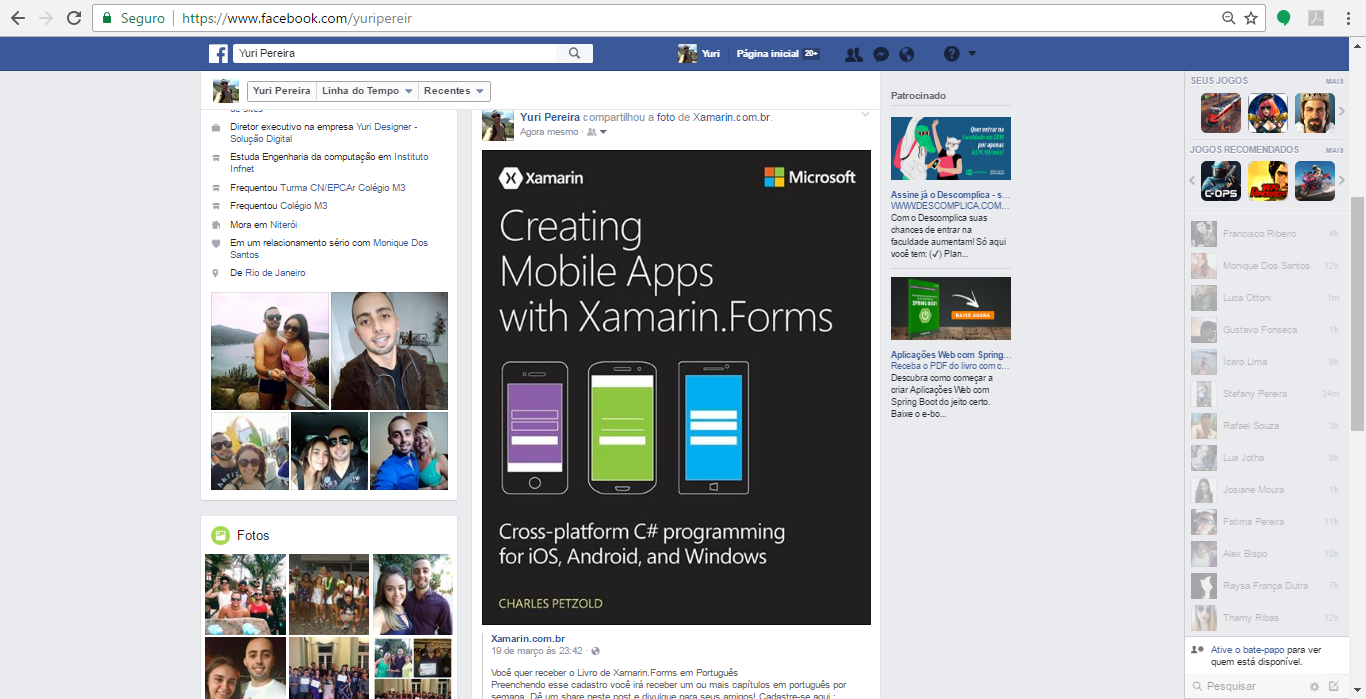 Seguro
https://www.facebook.com/yuripereir
Yuri Pereira
Yuri
Página inicial 20+
Yuri Pereira
Linha do Tempo
Recentes
Diretor executivo na empresa Yuri Designer -
Solução Digital
Estuda Engenharia da computação em Instituto
Infnet
Frequentou Turma CN/EPCAr Colégio M3
Frequentou Colégio M3
Mora em Niterói
Em um relacionamento sério com Monique Dos
Santos
De Rio de Janeiro
Fotos
Yuri Pereira compartilhou a foto de Xamarin.com.br.
Agora mesmo ·
Xamarin
Microsoft
Creating
Mobile Apps
with Xamarin.Forms
Cross-platform C# programming
for iOS, Android, and Windows
CHARLES PETZOLD
Xamarin.com.br
19 de março às 23:42 ·
Você quer receber o Livro de Xamarin.Forms em Português
Preenchendo esse cadastro você irá receber um ou mais capítulos em português por
semana. Dê um share neste post e divulgue para seus amigos! Cadastre-se aqui :
Patrocinado
Quer entrar na
Faculdade em 2018
por apenas
Assine já o Descomplica - s...
WWW.DESCOMPLICA.COM...
Com o Descomplica suas
chances de entrar na
faculdade aumentam! Só aqui
você tem: (✓) Plan...
SPRING BOOT
BAIXE AGORA
Aplicações Web com Spring...
Receba o PDF do livro com c...
Descubra como começar a
criar Aplicações Web com
Spring Boot do jeito certo.
Baixe o e-bo...
SEUS JOGOS
MAIS
JOGOS RECOMENDADOS
MAIS
C-OPS
Francisco Ribeiro 4h
Monique Dos Santos 12h
Luca Ottoni 1m
Gustavo Fonseca 1h
Ícaro Lima 8h
Stefany Pereira 34m
Rafael Souza 3h
Lua Jotha 6h
Josiane Moura 1h
Fatima Pereira 11h
Alex Bispo 10h
Raysa França Dutra 7h
Thamy Ribas 12h
Ative o bate-papo para ver
quem está disponível.
Pesquisar